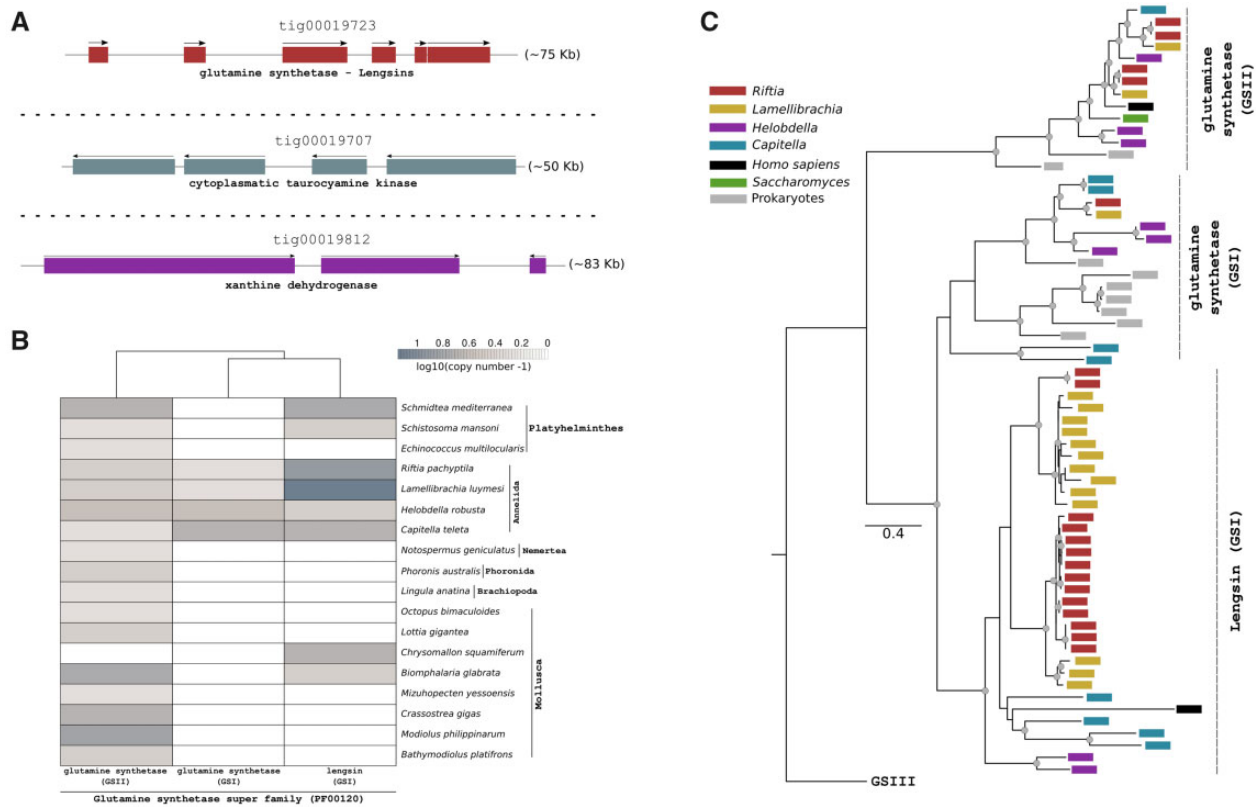 A
tig00019723
(~75 Kb)
glutamine synthetase - Lengsins
tig00019707
(~50 Kb)
cytoplasmatic taurocyamine kinase
tig00019812
(~83 Kb)
xanthine dehydrogenase
B
1 0.8 0.6 0.4 0.2 0
log10(copy number -1)
Schmidtea mediterranea
Schistosoma mansoni
Platyhelminthes
Echinococcus multilocularis
Riftia pachyptila
Lamellibrachia luymesi
Annelida
Helobdella robusta
Capitella teleta
Notospermus geniculatus
Nemertea
Phoronis australis
Phoronida
Lingula anatina
Brachiopoda
Octopus bimaculoides
Lottia gigantea
Chrysomallon squamiferum
Biomphalaria glabrata
Mollusca
Mizuhopecten yessoensis
Crassostrea gigas
Modiolus philippinarum
Bathymodiolus platifrons
glutamine synthetase
(GSII)
glutamine synthetase
(GSI)
lengsin
(GSI)
Glutamine synthetase super family (PF00120)
C
Riftia
Lamellibrachia
Helobdella
Capitella
Homo sapiens
Saccharomyces
Prokaryotes
glutamine
synthetase
(GSII)
glutamine
synthetase
(GSI)
Lengsin (GSI)
0.4
GSIII